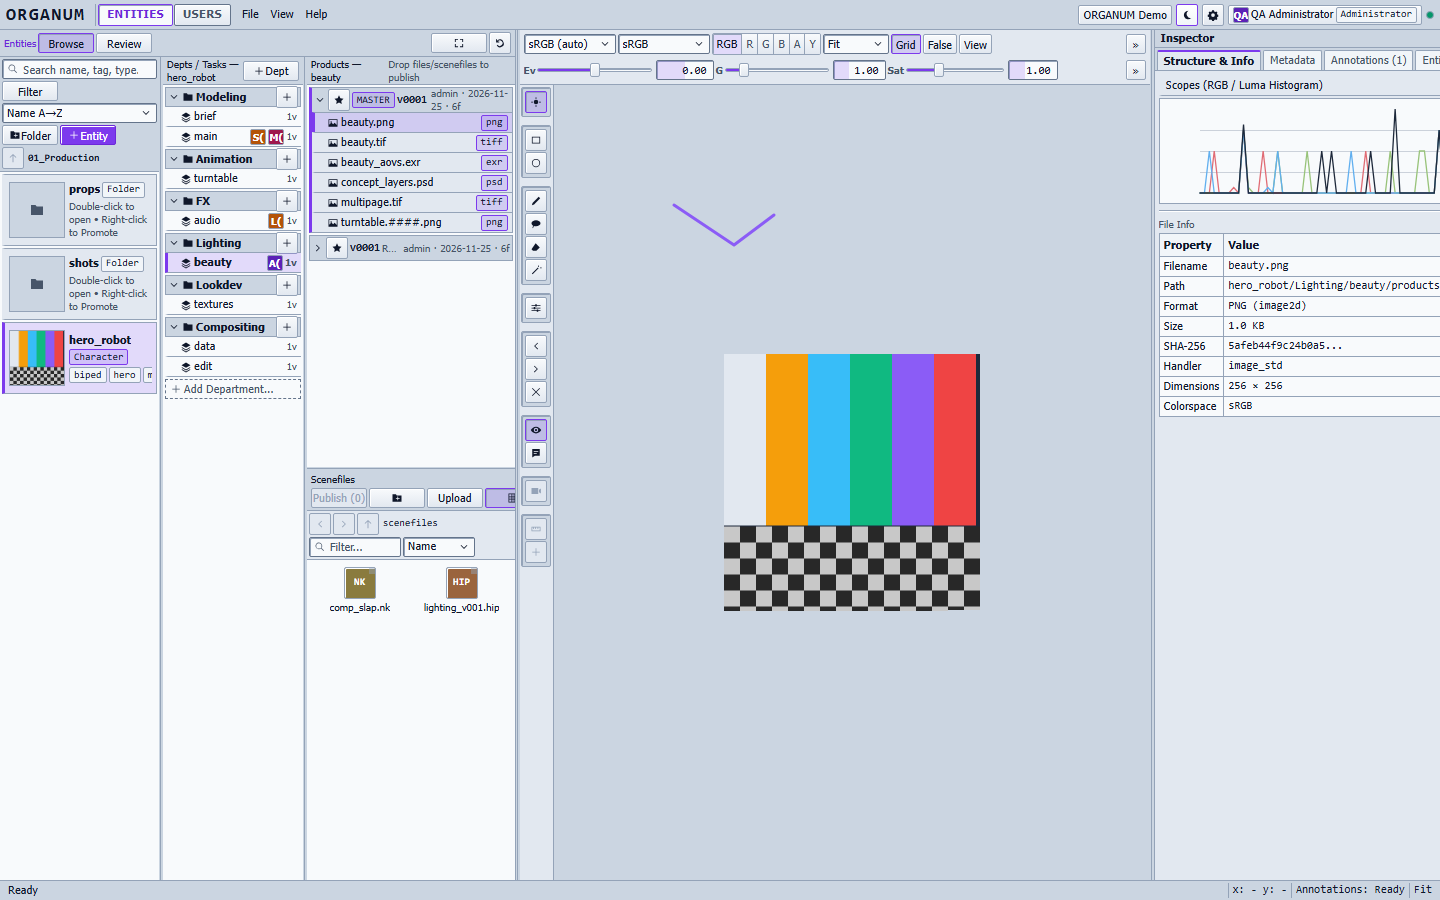 ORGANUM ENTITIES USERS File View Help ORGANUM Demo QA QA Administrator Administrator
Entities Browse Review
Search name, tag, type.
Filter
Name A→Z
Folder +Entity
01_Production
props Folder
Double-click to open • Right-click to Promote
shots Folder
Double-click to open • Right-click to Promote
hero_robot
Character
biped hero
Depts / Tasks —
hero_robot
+ Dept
Modeling
brief 1v
main S( M( 1v
Animation
turntable 1v
FX
audio L( 1v
Lighting
beauty A( 1v
Lookdev
textures 1v
Compositing
data 1v
edit 1v
+ Add Department...
Products —
beauty
Drop files/scenefiles to
publish
MASTER v0001 admin · 2026-11-25 · 6f
beauty.png png
beauty.tif tiff
beauty_aovs.exr exr
concept_layers.psd psd
multipage.tif tiff
turntable.####.png png
v0001 R... admin · 2026-11-25 · 6f
Scenefiles
Publish (0) Upload
scenefiles
Filter... Name
NK HIP
comp_slap.nk lighting_v001.hip
sRGB (auto) sRGB RGB R G B A Y Fit Grid False View »
Ev 0.00 G 1.00 Sat 1.00 »
Inspector
Structure & Info Metadata Annotations (1) Enti
Scopes (RGB / Luma Histogram)
File Info
Property Value
Filename beauty.png
Path hero_robot/Lighting/beauty/products
Format PNG (image2d)
Size 1.0 KB
SHA-256 5afeb44f9c24b0a5...
Handler image_std
Dimensions 256 × 256
Colorspace sRGB
Ready x: - y: - Annotations: Ready Fit